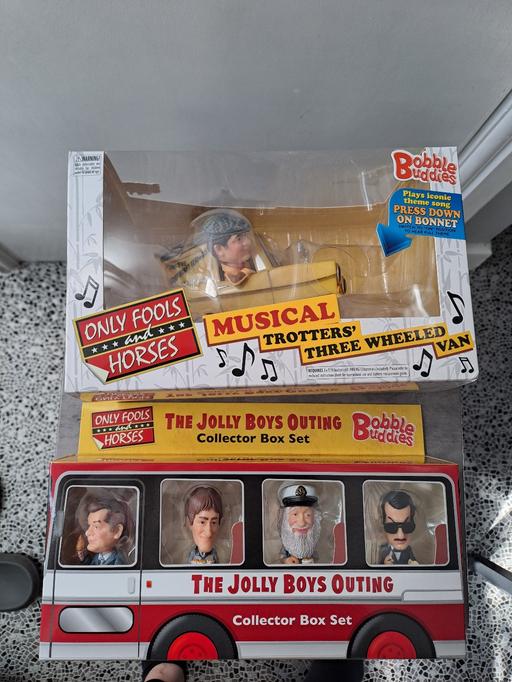 WARNING!
Bobble
Buddies
Plays iconic
theme song
PRESS DOWN
ON BONNET
ONLY FOOLS
and
HORSES
MUSICAL
TROTTERS'
THREE WHEELED
VAN
ONLY FOOLS
and
HORSES
THE JOLLY BOYS OUTING
Collector Box Set
Bobble
Buddies
THE JOLLY BOYS OUTING
Collector Box Set